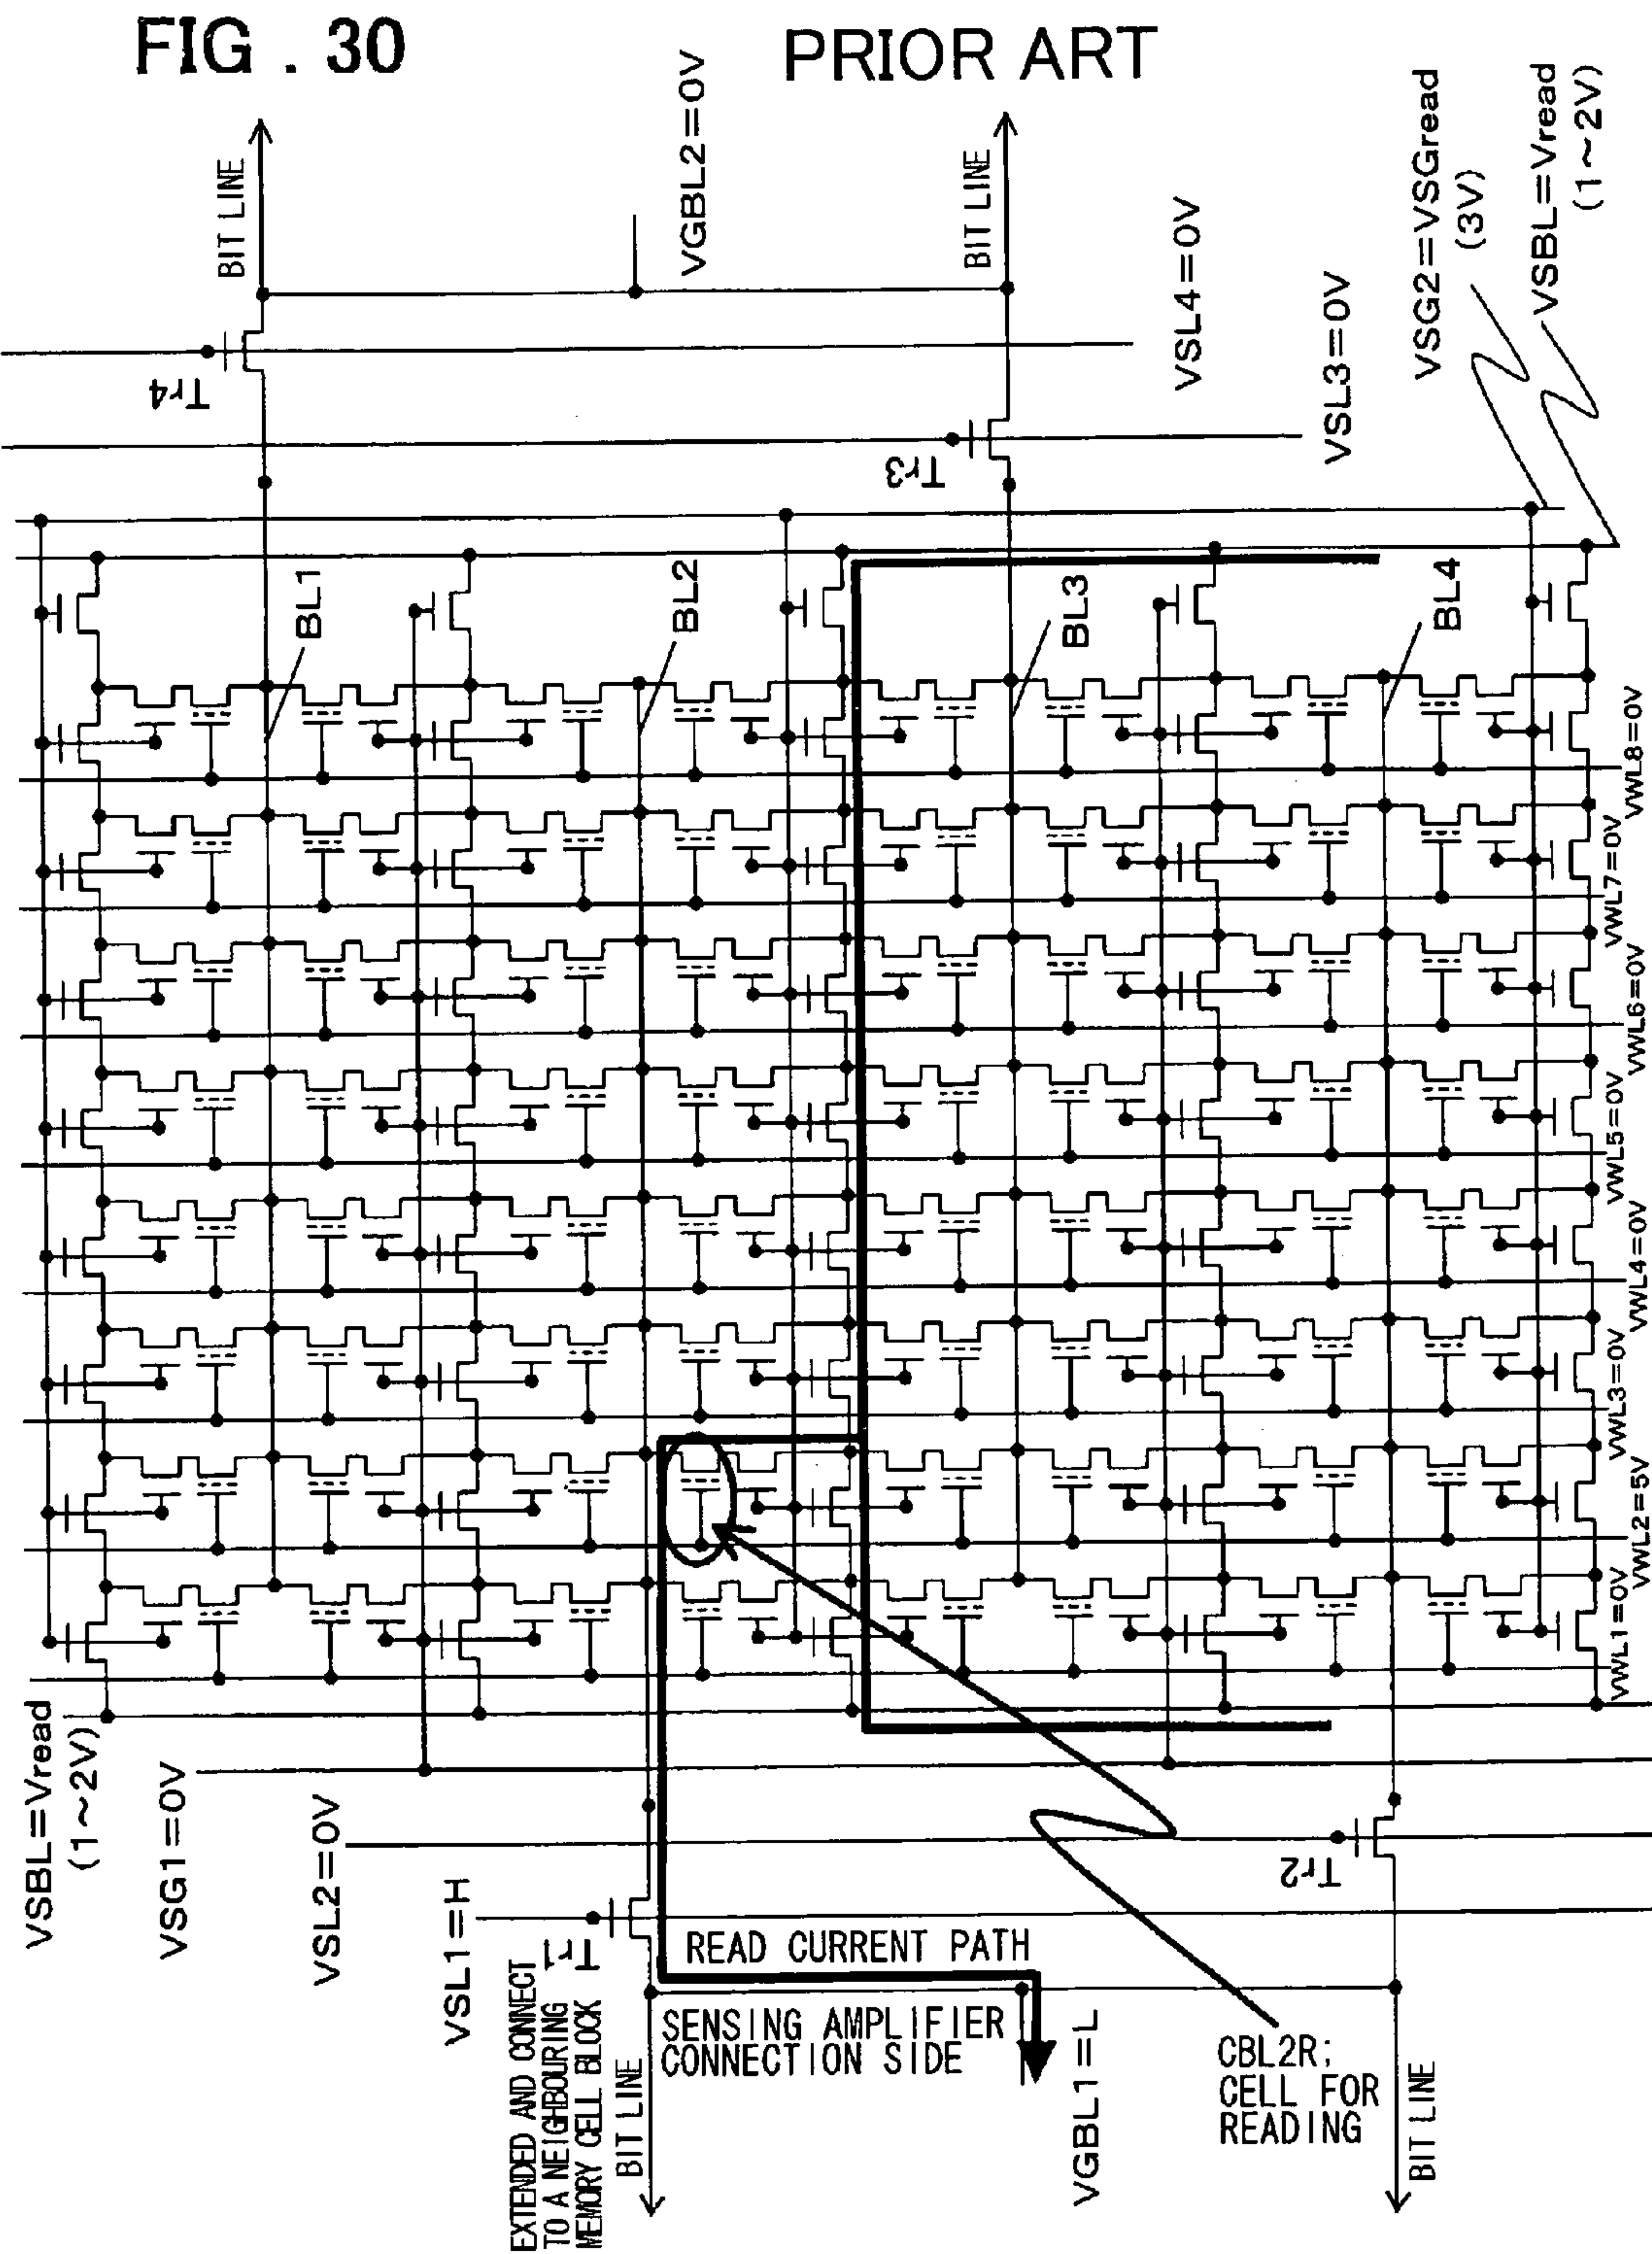 FIG . 30
PRIOR ART
BIT LINE
VGBL2=0V
BIT LINE
VSL4=0V
VSL3=0V
VSG2=VSGread
(3V)
VSBL=Vread
(1~2V)
Tr4
Tr3
BL1
BL2
BL3
BL4
VWL8=0V
VWL7=0V
VWL6=0V
VWL5=0V
VWL4=0V
VWL3=0V
VWL2=5V
VWL1=0V
VSBL=Vread
(1~2V)
VSG1=0V
VSL2=0V
VSL1=H
Tr1
Tr2
READ CURRENT PATH
SENSING AMPLIFIER
CONNECTION SIDE
EXTENDED AND CONNECT
TO A NEIGHBOURING
MEMORY CELL BLOCK
BIT LINE
VGBL1=L
CBL2R;
CELL FOR
READING
BIT LINE